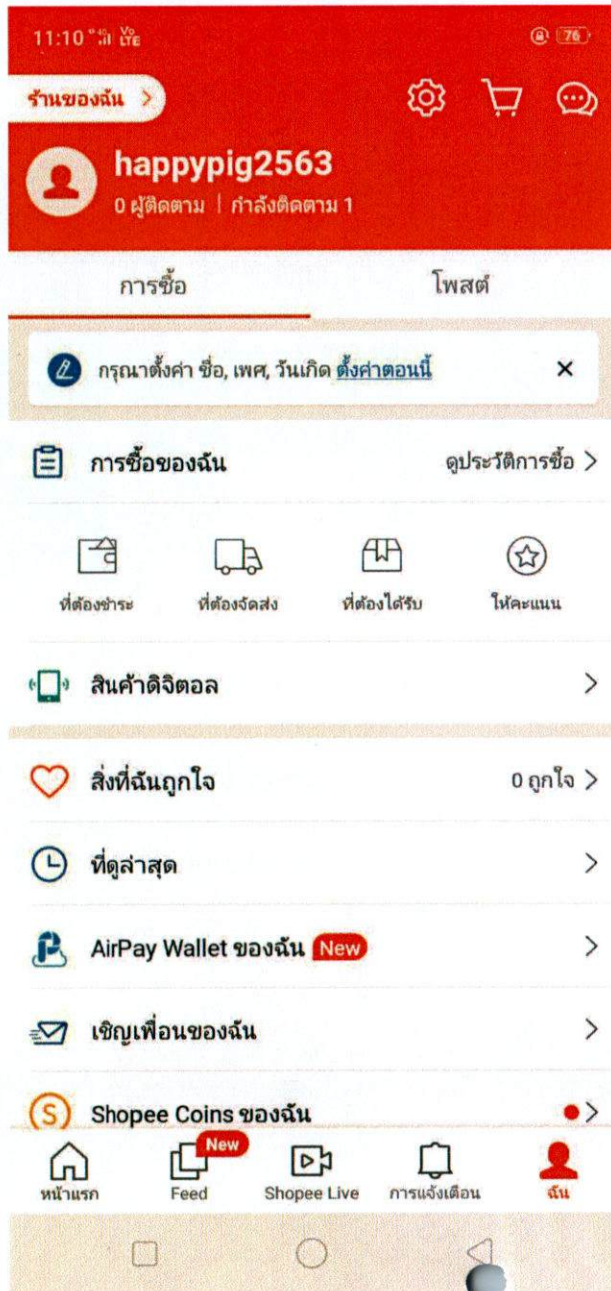 11:10 4G Vo LTE 76
ร้านของฉัน >
happypig2563
0 ผู้ติดตาม | กำลังติดตาม 1
การซื้อ โพสต์
กรุณาตั้งค่า ชื่อ, เพศ, วันเกิด ตั้งค่าตอนนี้ ×
การซื้อของฉัน ดูประวัติการซื้อ >
ที่ต้องชำระ ที่ต้องจัดส่ง ที่ต้องได้รับ ให้คะแนน
สินค้าดิจิตอล >
สิ่งที่ฉันถูกใจ 0 ถูกใจ >
ที่ดูล่าสุด >
AirPay Wallet ของฉัน New >
เชิญเพื่อนของฉัน >
S Shopee Coins ของฉัน >
New
หน้าแรก Feed Shopee Live การแจ้งเตือน ฉัน